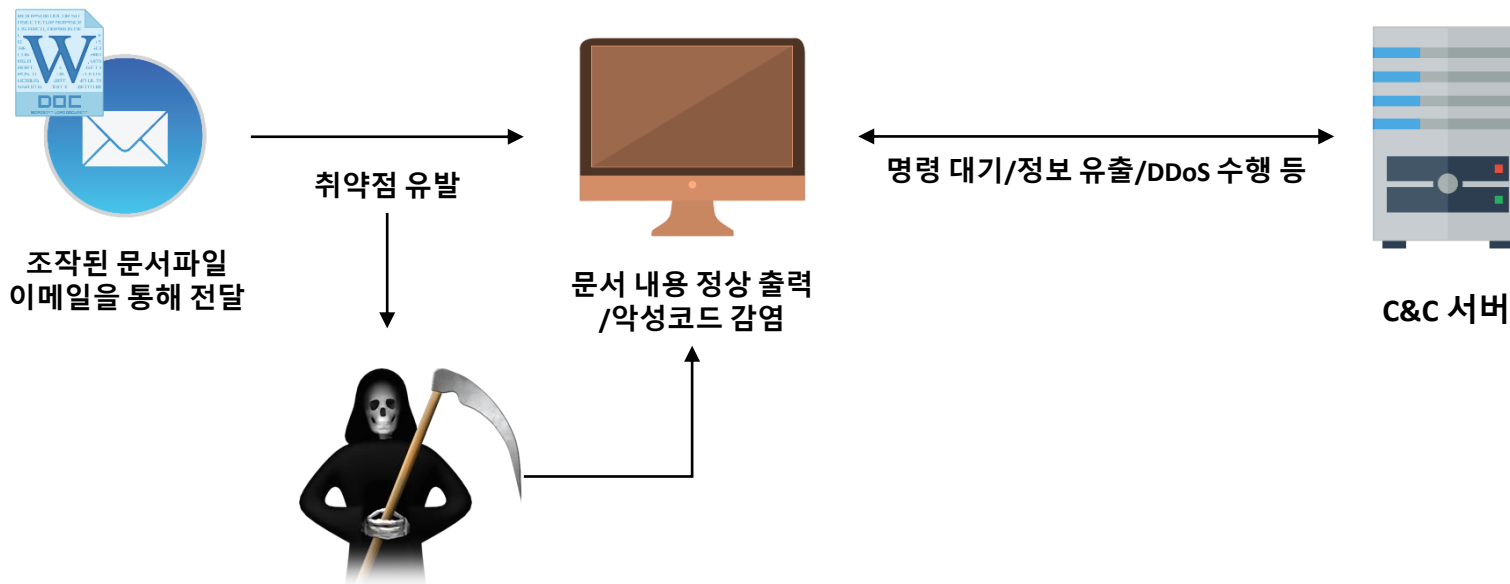 W
DOC
취약점 유발
명령 대기/정보 유출/DDoS 수행 등
조작된 문서파일
이메일을 통해 전달
문서 내용 정상 출력
/악성코드 감염
C&C 서버